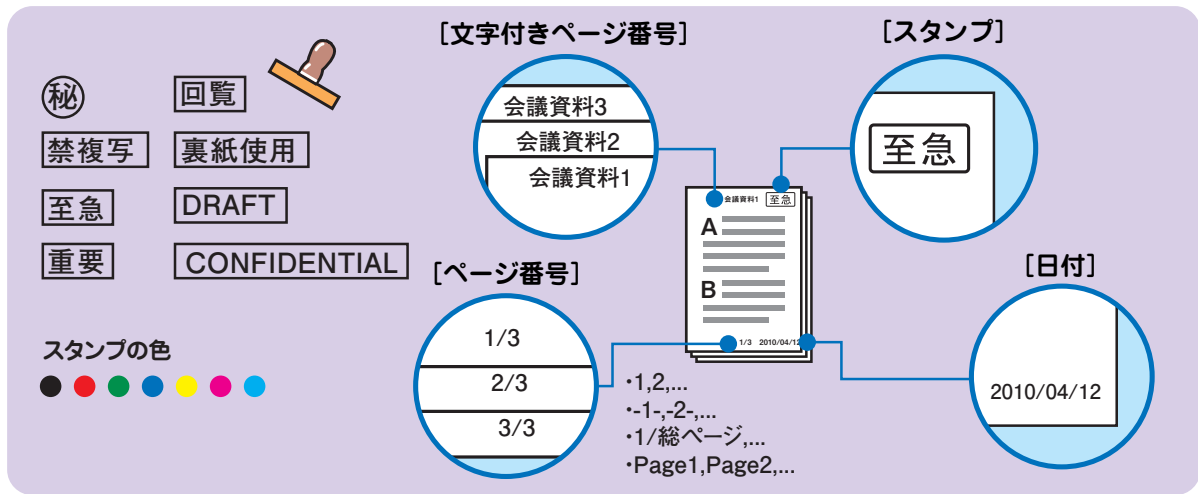 ㊙ 回覧
禁複写 裏紙使用
至急 DRAFT
重要 CONFIDENTIAL
スタンプの色
[文字付きページ番号]
会議資料3
会議資料2
会議資料1
[スタンプ]
至急
会議資料1 至急
A
B
1/3 2010/04/12
[ページ番号]
1/3
2/3
3/3
・1,2,...
・-1-,-2-,...
・1/総ページ,...
・Page1,Page2,...
[日付]
2010/04/12